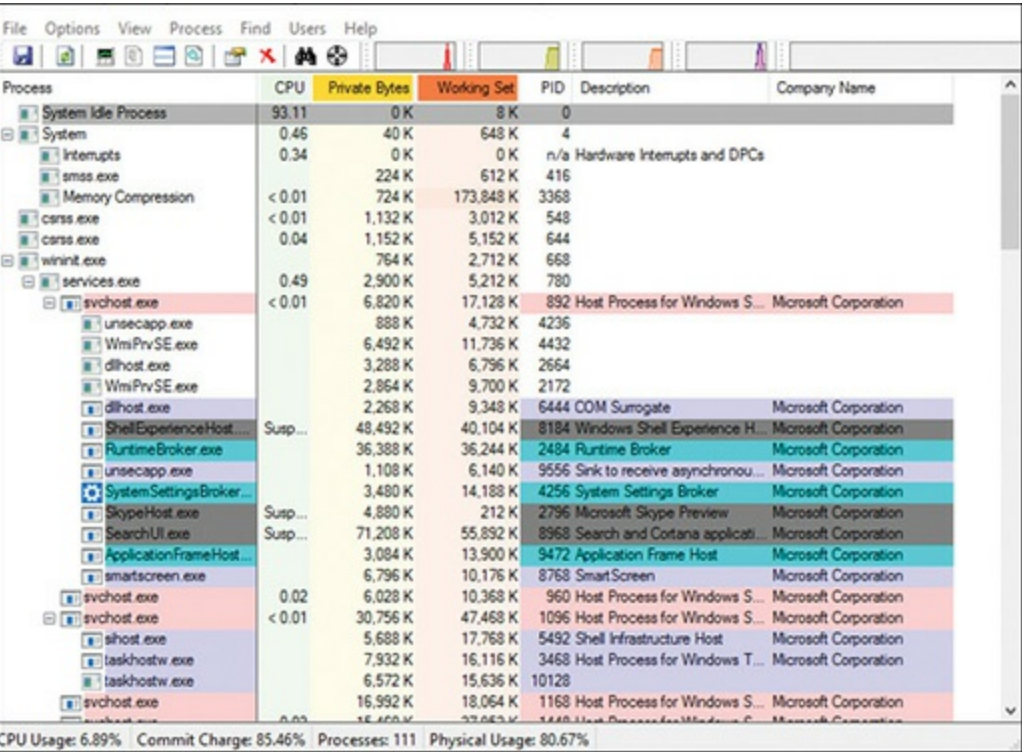 File Options View Process Find Users Help
Process CPU Private Bytes Working Set PID Description Company Name
System Idle Process 93.11 0 K 8 K 0
System 0.46 40 K 648 K 4
Interrupts 0.34 0 K 0 K n/a Hardware Interrupts and DPCs
smss.exe 224 K 612 K 416
Memory Compression < 0.01 724 K 173,848 K 3368
csrss.exe < 0.01 1,132 K 3,012 K 548
csrss.exe 0.04 1,152 K 5,152 K 644
wininit.exe 764 K 2,712 K 668
services.exe 0.49 2,900 K 5,212 K 780
svchost.exe < 0.01 6,820 K 17,128 K 892 Host Process for Windows S... Microsoft Corporation
unsecapp.exe 888 K 4,732 K 4236
WmiPrvSE.exe 6,492 K 11,736 K 4432
dllhost.exe 3,288 K 6,796 K 2664
WmiPrvSE.exe 2,864 K 9,700 K 2172
dllhost.exe 2,268 K 9,348 K 6444 COM Surrogate Microsoft Corporation
ShellExperienceHost.... Susp... 48,492 K 40,104 K 8184 Windows Shell Experience H... Microsoft Corporation
RuntimeBroker.exe 36,388 K 36,244 K 2484 Runtime Broker Microsoft Corporation
unsecapp.exe 1,108 K 6,140 K 9556 Sink to receive asynchronou... Microsoft Corporation
SystemSettingsBroker... 3,480 K 14,188 K 4256 System Settings Broker Microsoft Corporation
SkypeHost.exe Susp... 4,880 K 212 K 2796 Microsoft Skype Preview Microsoft Corporation
SearchUI.exe Susp... 71,208 K 55,892 K 8968 Search and Cortana applicati... Microsoft Corporation
ApplicationFrameHost... 3,084 K 13,900 K 9472 Application Frame Host Microsoft Corporation
smartscreen.exe 6,796 K 10,176 K 8768 SmartScreen Microsoft Corporation
svchost.exe 0.02 6,028 K 10,368 K 960 Host Process for Windows S... Microsoft Corporation
svchost.exe < 0.01 30,756 K 47,468 K 1096 Host Process for Windows S... Microsoft Corporation
sihost.exe 5,688 K 17,768 K 5492 Shell Infrastructure Host Microsoft Corporation
taskhostw.exe 7,932 K 16,116 K 3468 Host Process for Windows T... Microsoft Corporation
taskhostw.exe 6,572 K 15,636 K 10128
svchost.exe 16,992 K 18,064 K 1168 Host Process for Windows S... Microsoft Corporation
CPU Usage: 6.89% Commit Charge: 85.46% Processes: 111 Physical Usage: 80.67%